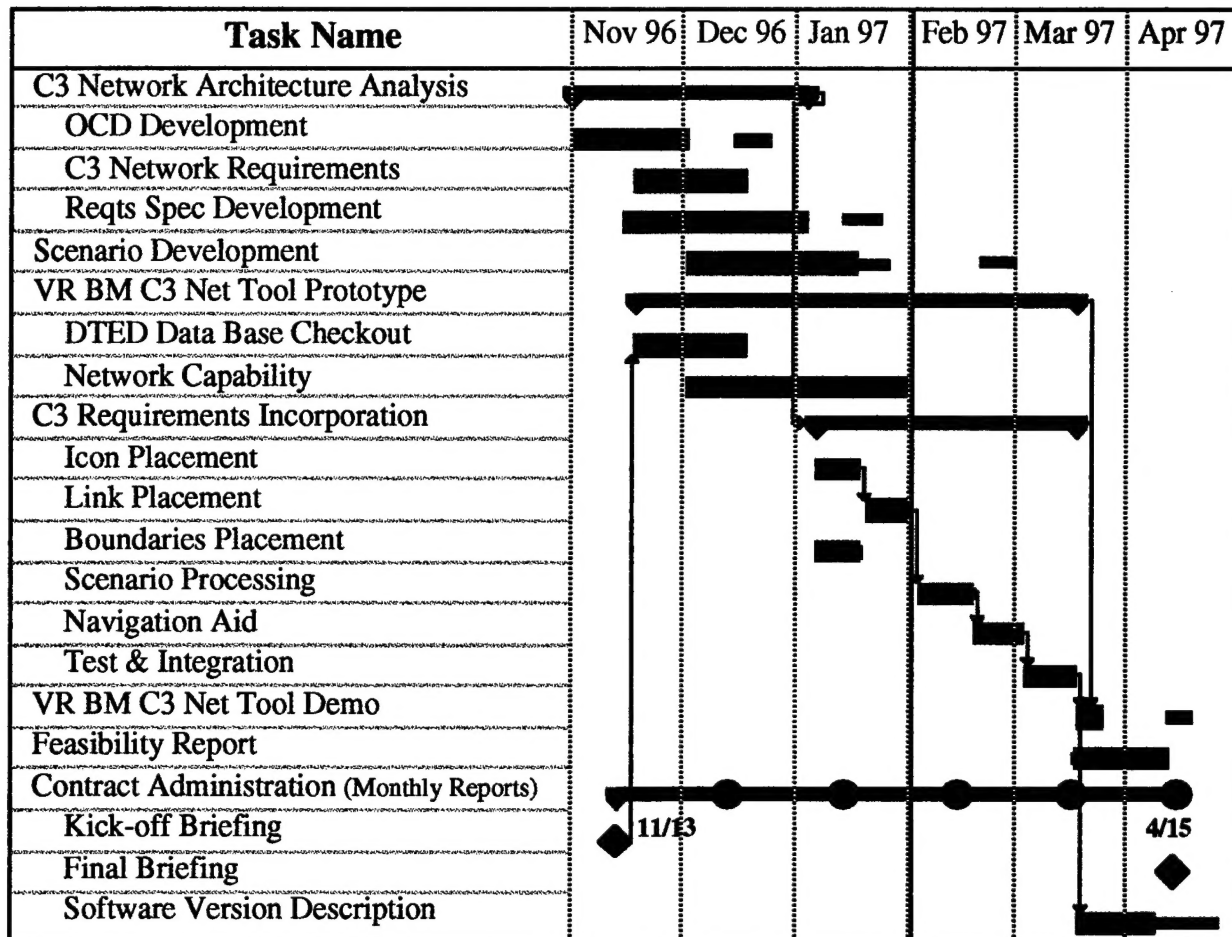 Task Name Nov 96 Dec 96 Jan 97 Feb 97 Mar 97 Apr 97
C3 Network Architecture Analysis
OCD Development
C3 Network Requirements
Reqts Spec Development
Scenario Development
VR BM C3 Net Tool Prototype
DTED Data Base Checkout
Network Capability
C3 Requirements Incorporation
Icon Placement
Link Placement
Boundaries Placement
Scenario Processing
Navigation Aid
Test & Integration
VR BM C3 Net Tool Demo
Feasibility Report
Contract Administration (Monthly Reports)
Kick-off Briefing 11/13 4/15
Final Briefing
Software Version Description